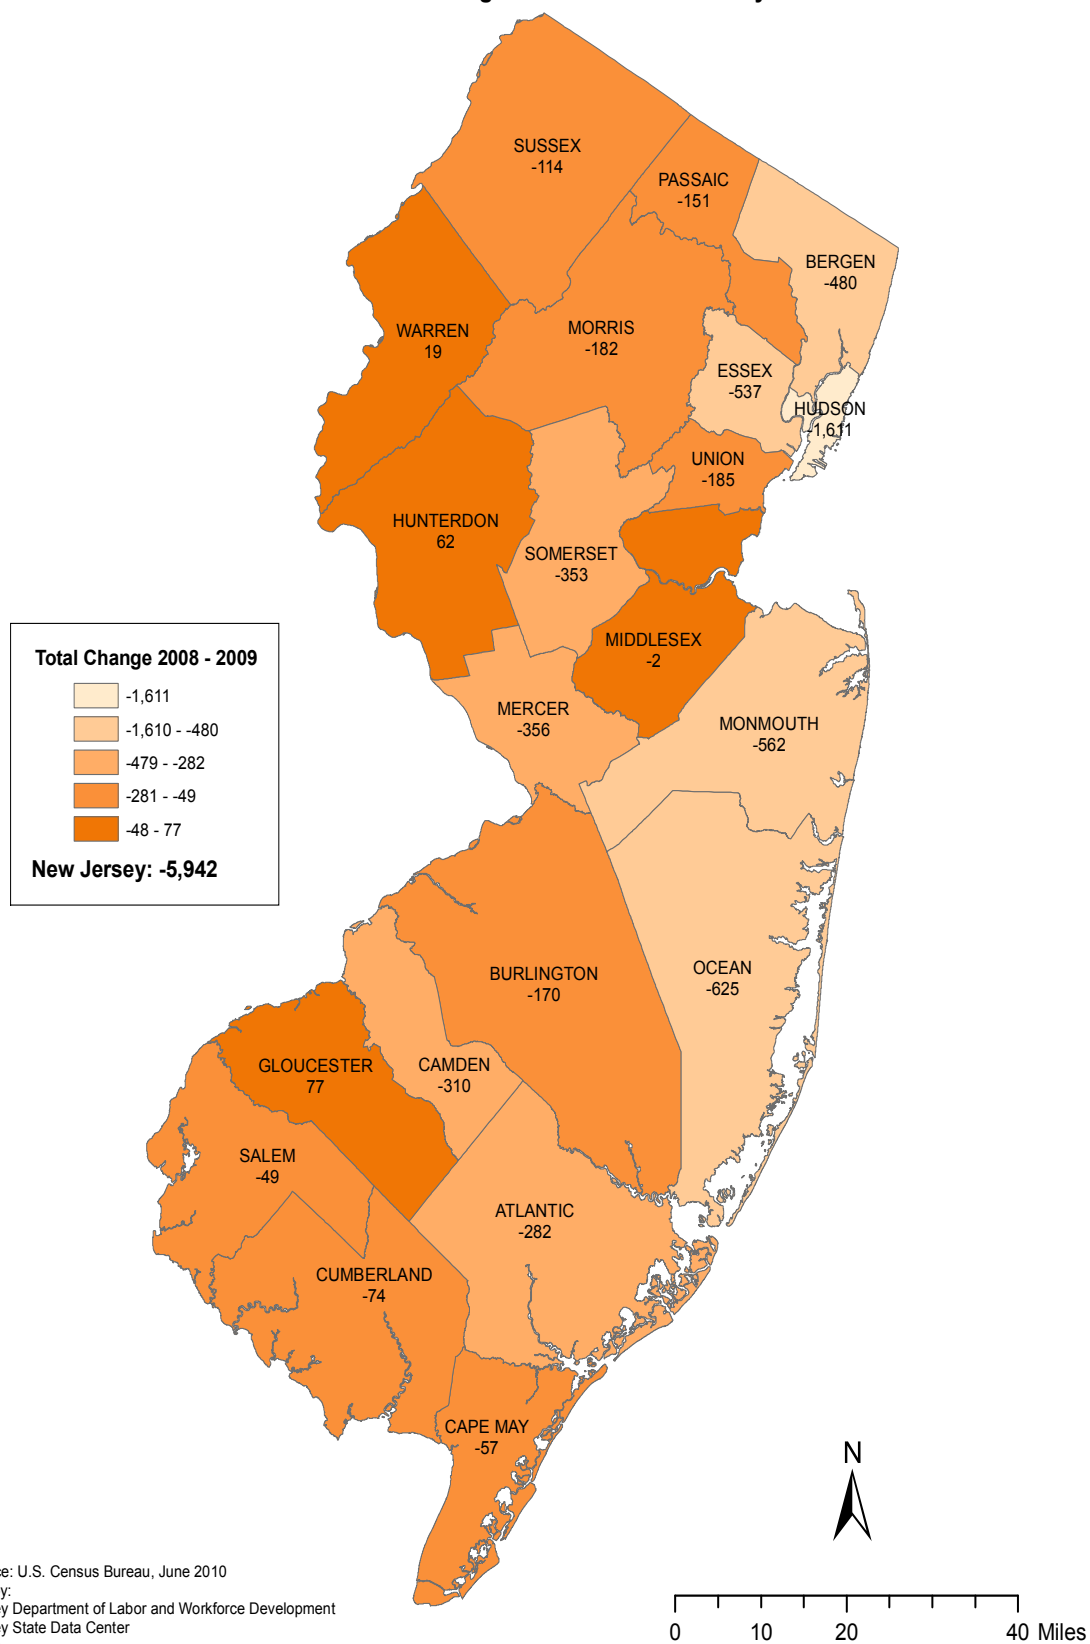 SUSSEX
-114
PASSAIC
-151
BERGEN
-480
WARREN
19
MORRIS
-182
ESSEX
-537
HUDSON
-1,611
UNION
-185
HUNTERDON
62
SOMERSET
-353
MIDDLESEX
-2
MERCER
-356
MONMOUTH
-562
Total Change 2008 - 2009
-1,611
-1,610 - -480
-479 - -282
-281 - -49
-48 - 77
New Jersey: -5,942
BURLINGTON
-170
OCEAN
-625
GLOUCESTER
77
CAMDEN
-310
SALEM
-49
ATLANTIC
-282
CUMBERLAND
-74
CAPE MAY
-57
N
: U.S. Census Bureau, June 2010
Department of Labor and Workforce Development
State Data Center
0 10 20 40 Miles